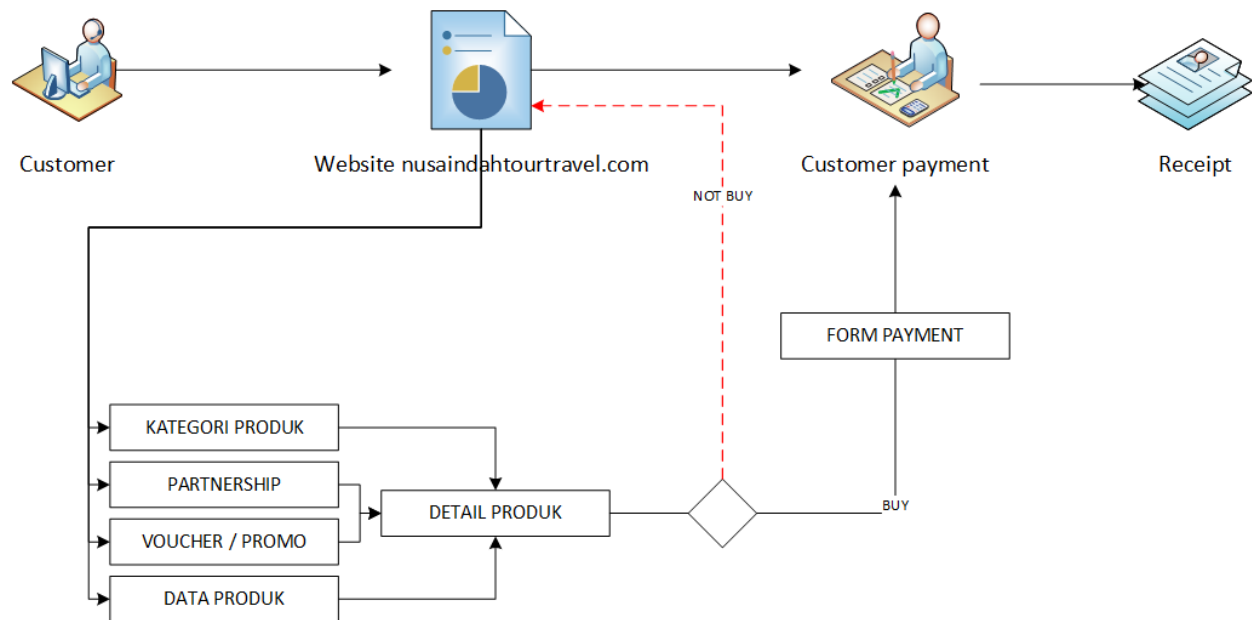 Customer
Website nusaindahtourtravel.com
Customer payment
Receipt
NOT BUY
FORM PAYMENT
KATEGORI PRODUK
PARTNERSHIP
VOUCHER / PROMO
DATA PRODUK
DETAIL PRODUK
BUY